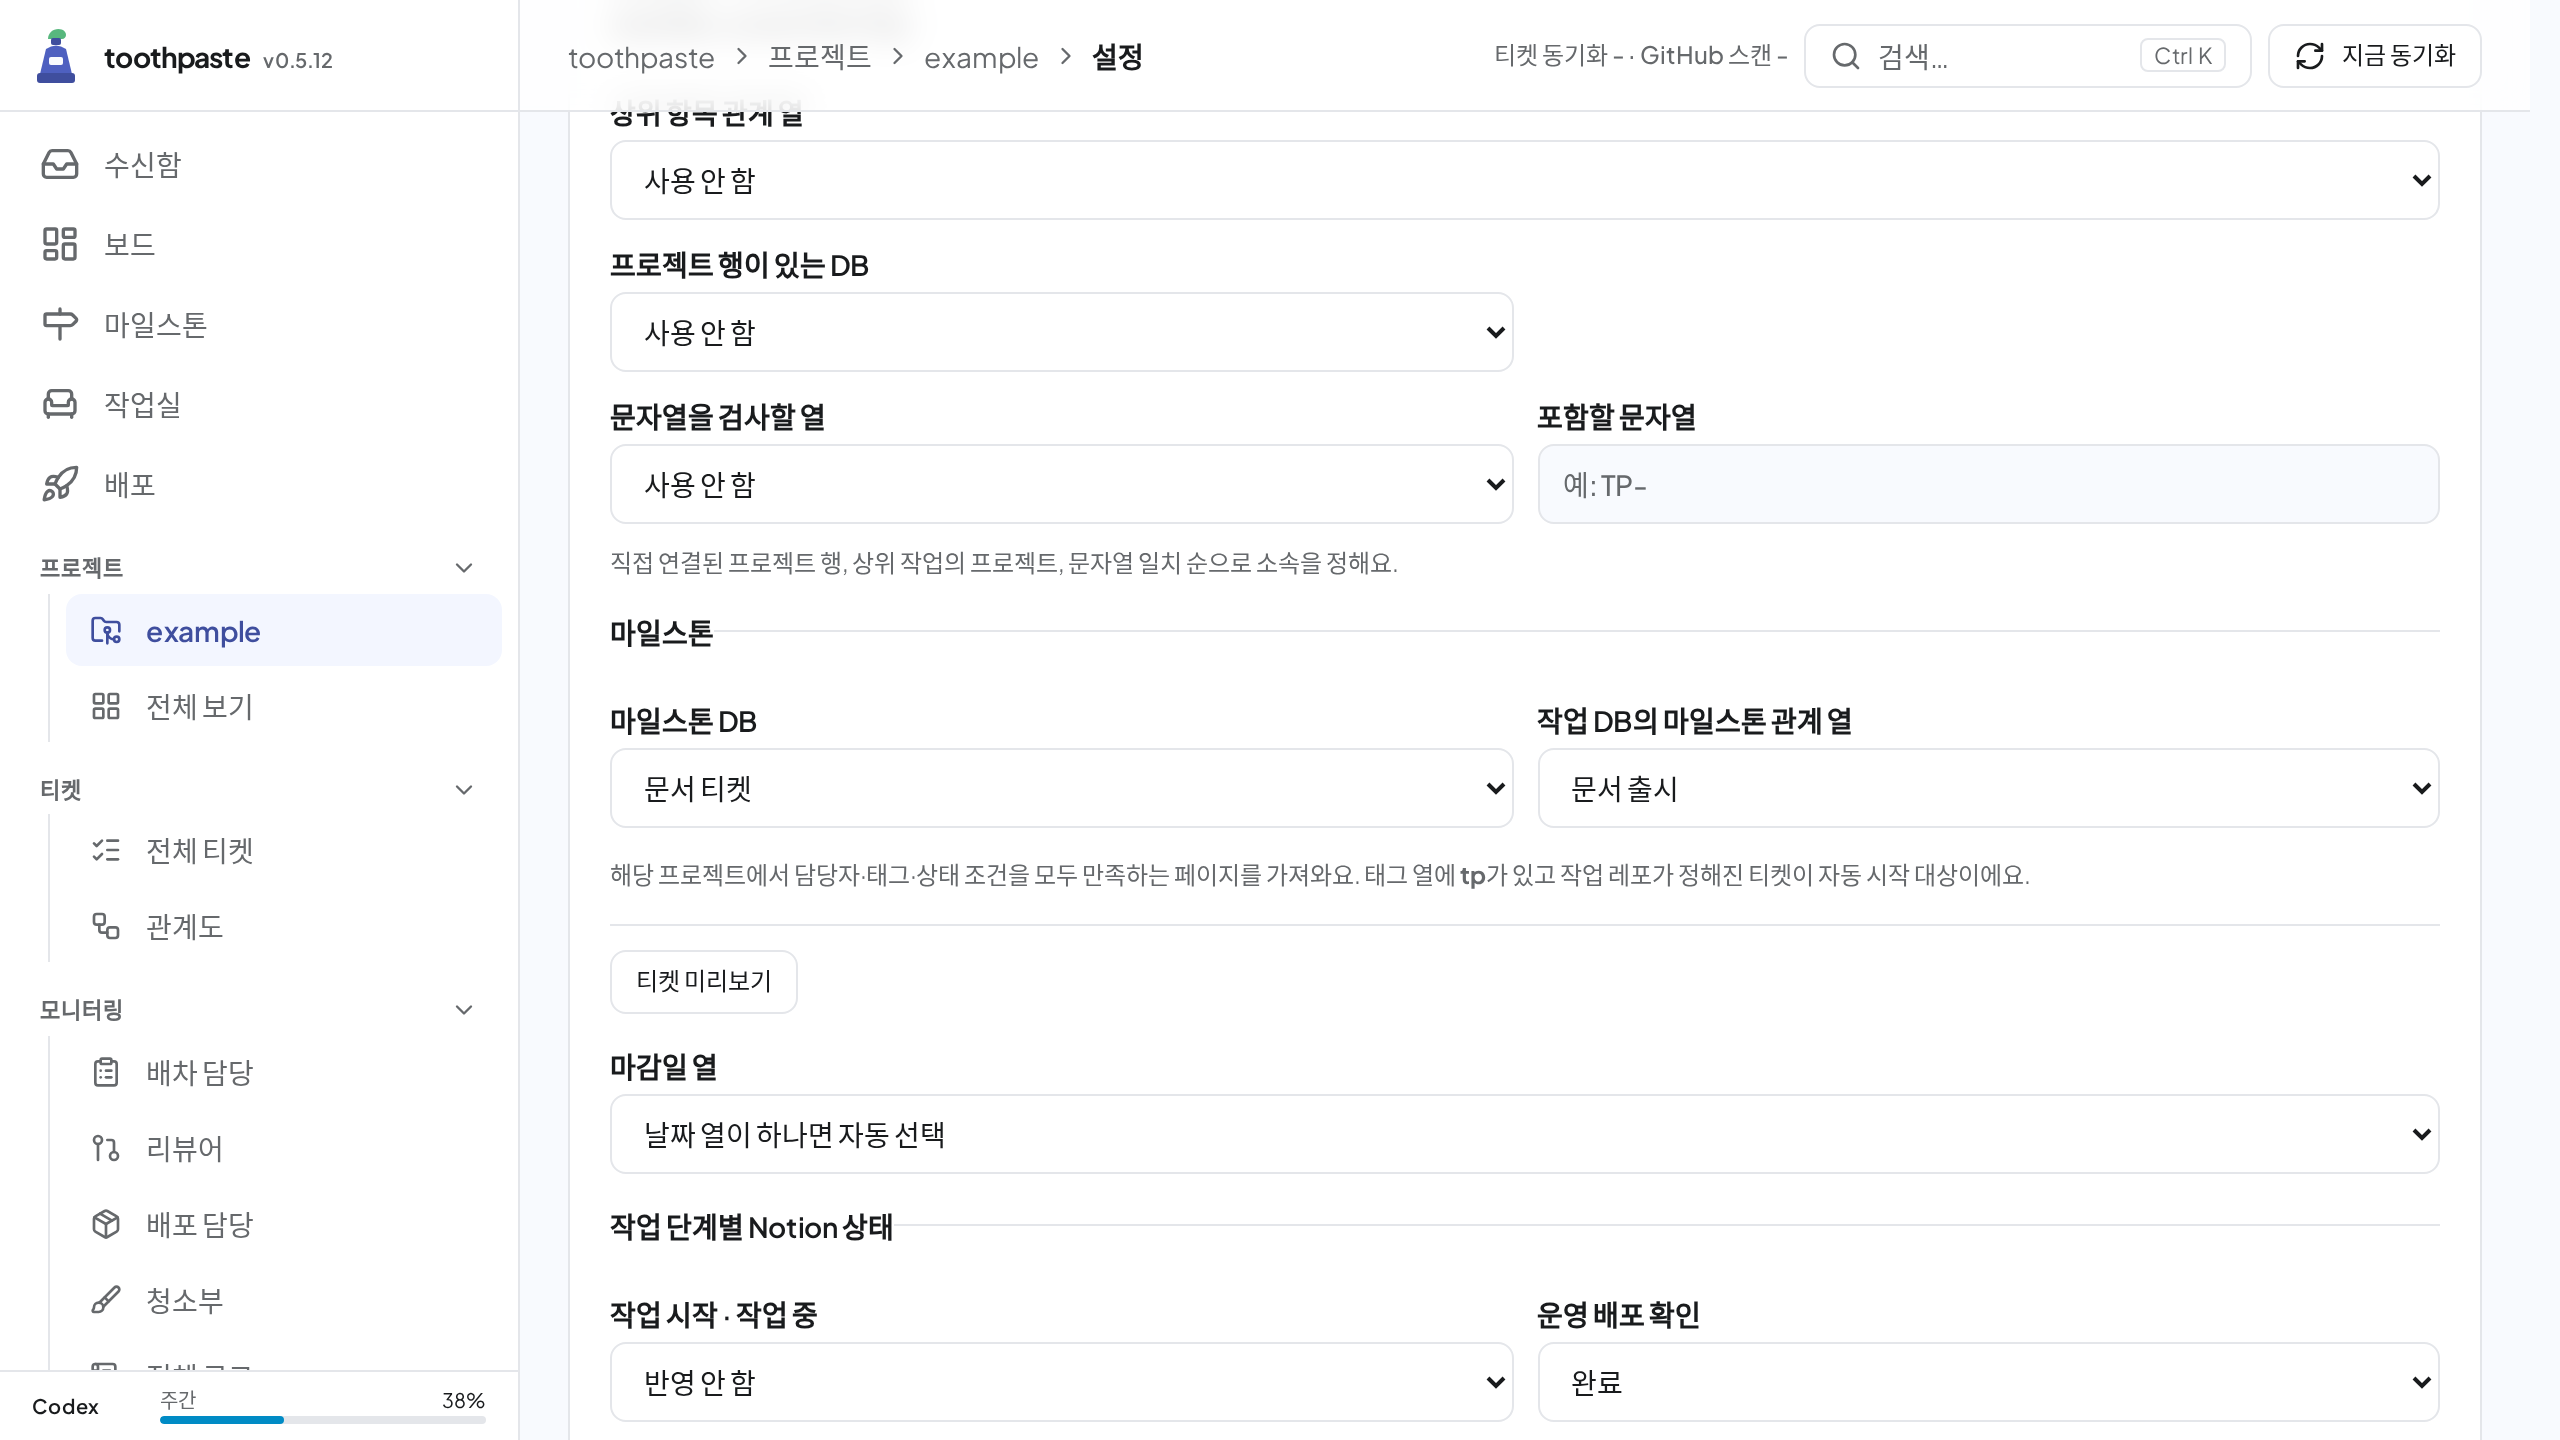 toothpaste v0.5.12
toothpaste > 프로젝트 > example > 설정
티켓 동기화 - · GitHub 스캔 -
검색...
Ctrl K
지금 동기화
수신함
보드
마일스톤
작업실
배포
프로젝트
example
전체 보기
티켓
전체 티켓
관계도
모니터링
배차 담당
리뷰어
배포 담당
청소부
Codex
주간
38%
상위 항목 관계 열
사용 안 함
프로젝트 행이 있는 DB
사용 안 함
문자열을 검사할 열
포함할 문자열
사용 안 함
예: TP-
직접 연결된 프로젝트 행, 상위 작업의 프로젝트, 문자열 일치 순으로 소속을 정해요.
마일스톤
마일스톤 DB
작업 DB의 마일스톤 관계 열
문서 티켓
문서 출시
해당 프로젝트에서 담당자·태그·상태 조건을 모두 만족하는 페이지를 가져와요. 태그 열에 tp가 있고 작업 레포가 정해진 티켓이 자동 시작 대상이에요.
티켓 미리보기
마감일 열
날짜 열이 하나면 자동 선택
작업 단계별 Notion 상태
작업 시작 · 작업 중
운영 배포 확인
반영 안 함
완료